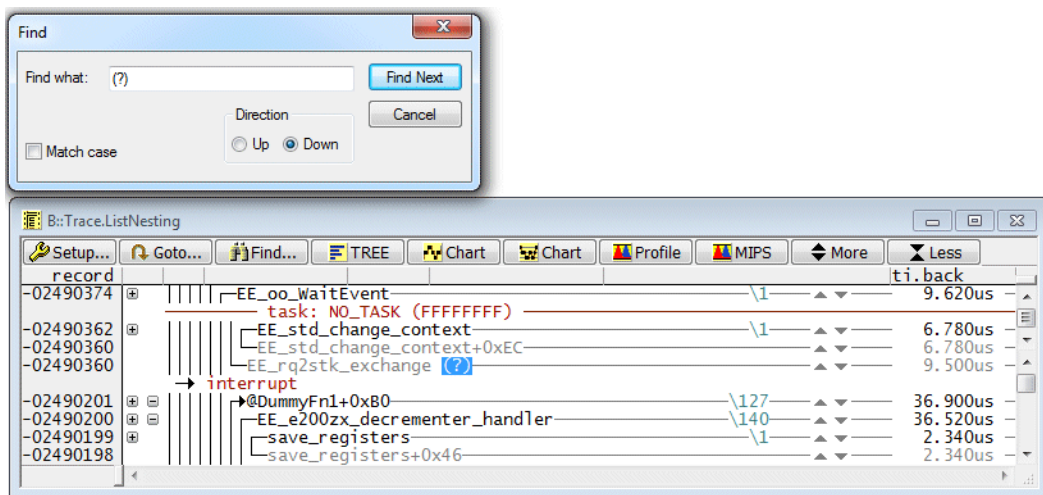 Find
Find what: (?) Find Next
Direction Cancel
Match case Up Down
B::Trace.ListNesting
Setup... Goto... Find... TREE Chart Chart Profile MIPS More Less
record ti.back
-02490374 EE_oo_WaitEvent \1 9.620us
task: NO_TASK (FFFFFFFF)
-02490362 EE_std_change_context \1 6.780us
-02490360 EE_std_change_context+0xEC 6.780us
-02490360 EE_rq2stk_exchange (?) 9.500us
interrupt
-02490201 @DummyFn1+0xB0 \127 36.900us
-02490200 EE_e200zx_decrementer_handler \140 36.520us
-02490199 save_registers \1 2.340us
-02490198 save_registers+0x46 2.340us